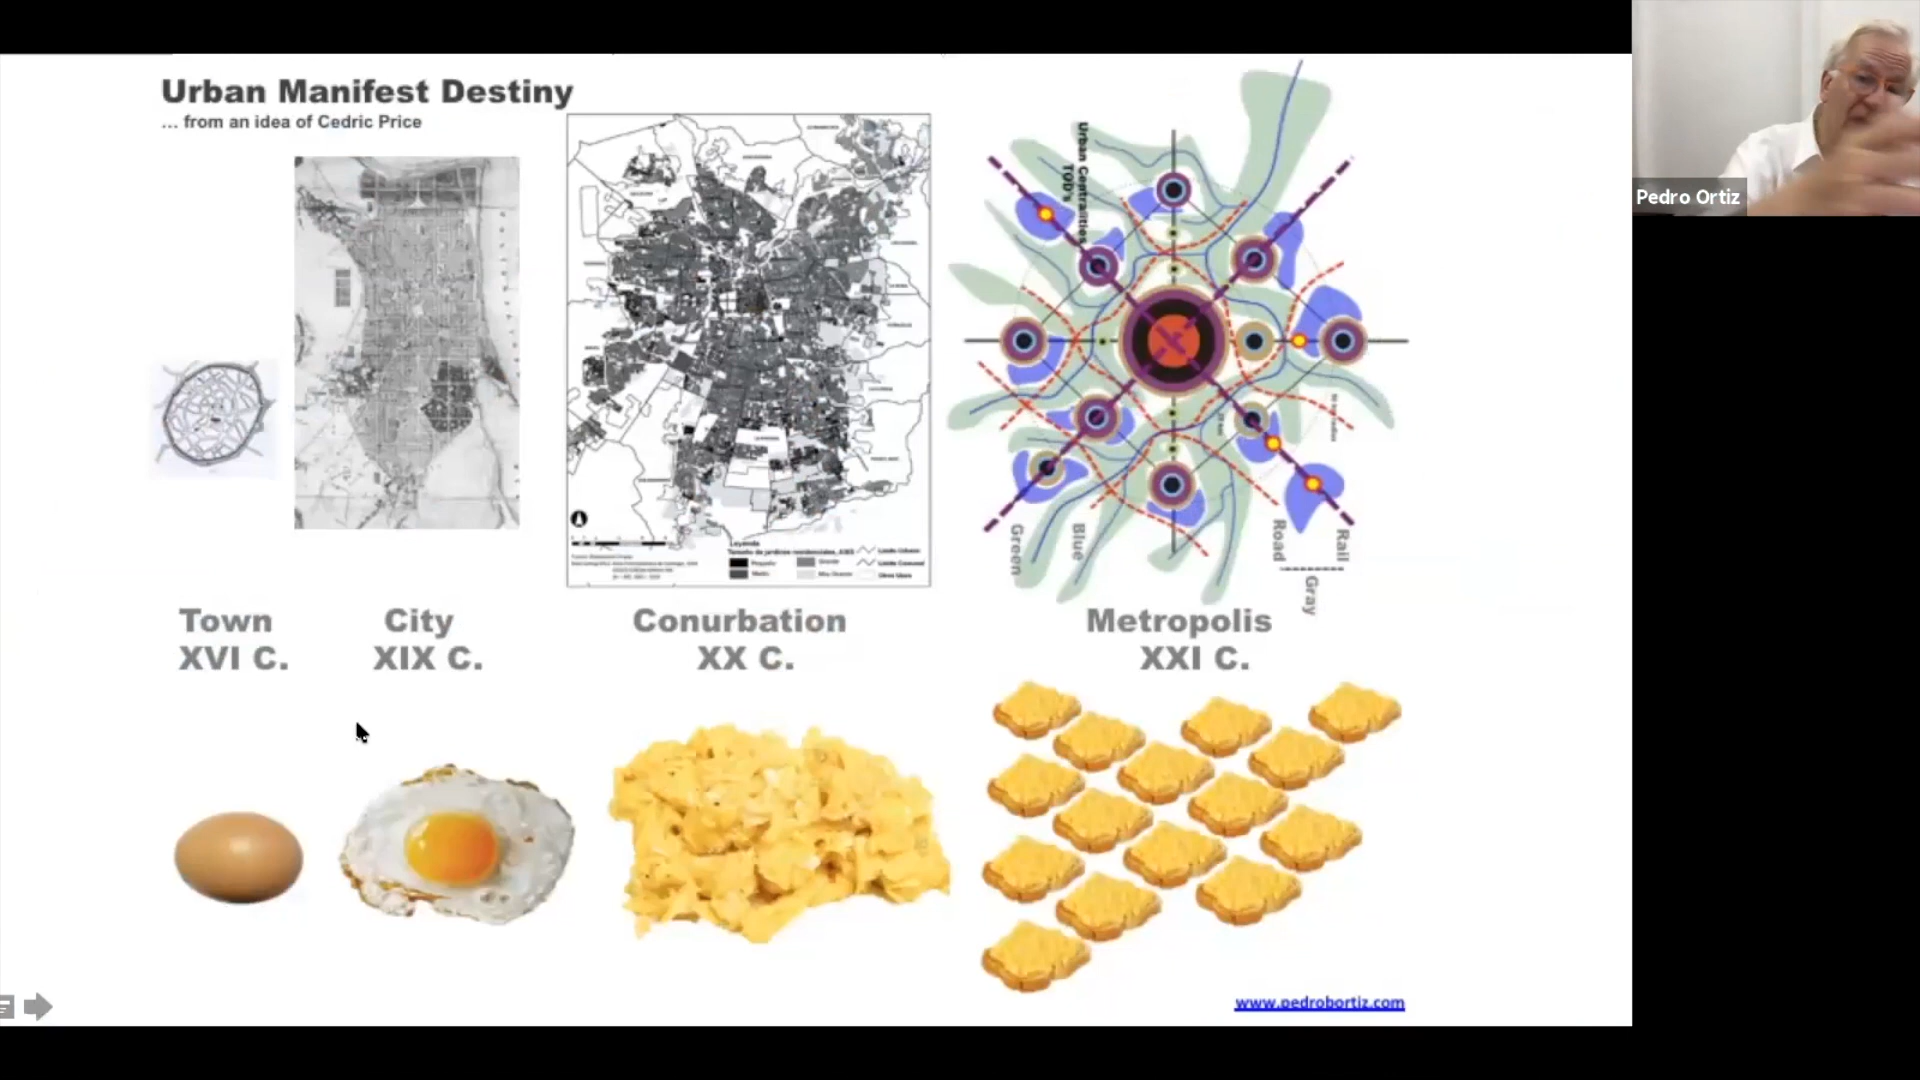 Urban Manifest Destiny
... from an idea of Cedric Price
Pedro Ortiz
Urban Centralities
TOD's
Green
Blue
Road
Rail
Gray
Leyenda
Town
XVI C.
City
XIX C.
Conurbation
XX C.
Metropolis
XXI C.
www.pedrobortiz.com